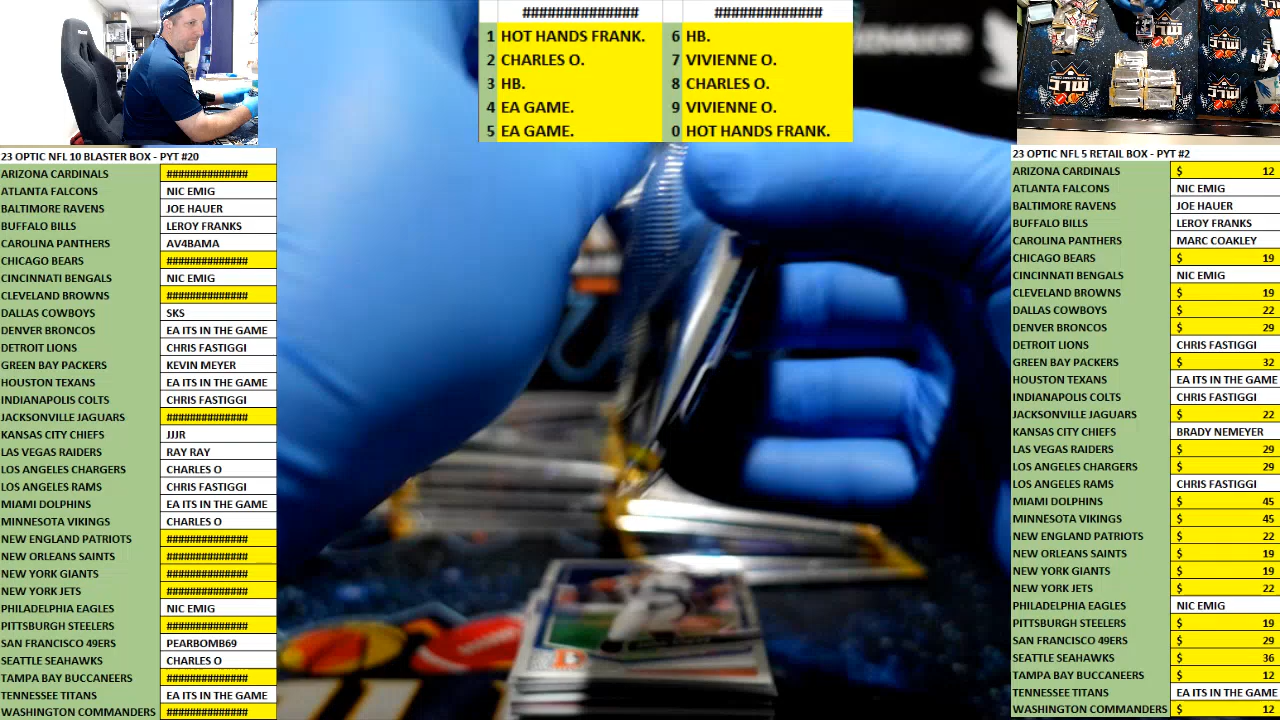 ############## #############
1 HOT HANDS FRANK. 6 HB.
2 CHARLES O. 7 VIVIENNE O.
3 HB. 8 CHARLES O.
4 EA GAME. 9 VIVIENNE O.
5 EA GAME. 0 HOT HANDS FRANK.
23 OPTIC NFL 10 BLASTER BOX - PYT #20
ARIZONA CARDINALS ##############
ATLANTA FALCONS NIC EMIG
BALTIMORE RAVENS JOE HAUER
BUFFALO BILLS LEROY FRANKS
CAROLINA PANTHERS AV4BAMA
CHICAGO BEARS ##############
CINCINNATI BENGALS NIC EMIG
CLEVELAND BROWNS ##############
DALLAS COWBOYS SKS
DENVER BRONCOS EA ITS IN THE GAME
DETROIT LIONS CHRIS FASTIGGI
GREEN BAY PACKERS KEVIN MEYER
HOUSTON TEXANS EA ITS IN THE GAME
INDIANAPOLIS COLTS CHRIS FASTIGGI
JACKSONVILLE JAGUARS ##############
KANSAS CITY CHIEFS JJJR
LAS VEGAS RAIDERS RAY RAY
LOS ANGELES CHARGERS CHARLES O
LOS ANGELES RAMS CHRIS FASTIGGI
MIAMI DOLPHINS EA ITS IN THE GAME
MINNESOTA VIKINGS CHARLES O
NEW ENGLAND PATRIOTS ##############
NEW ORLEANS SAINTS ##############
NEW YORK GIANTS ##############
NEW YORK JETS ##############
PHILADELPHIA EAGLES NIC EMIG
PITTSBURGH STEELERS ##############
SAN FRANCISCO 49ERS PEARBOMB69
SEATTLE SEAHAWKS CHARLES O
TAMPA BAY BUCCANEERS ##############
TENNESSEE TITANS EA ITS IN THE GAME
WASHINGTON COMMANDERS ##############
23 OPTIC NFL 5 RETAIL BOX - PYT #2
ARIZONA CARDINALS $ 12
ATLANTA FALCONS NIC EMIG
BALTIMORE RAVENS JOE HAUER
BUFFALO BILLS LEROY FRANKS
CAROLINA PANTHERS MARC COAKLEY
CHICAGO BEARS $ 19
CINCINNATI BENGALS NIC EMIG
CLEVELAND BROWNS $ 19
DALLAS COWBOYS $ 22
DENVER BRONCOS $ 29
DETROIT LIONS CHRIS FASTIGGI
GREEN BAY PACKERS $ 32
HOUSTON TEXANS EA ITS IN THE GAME
INDIANAPOLIS COLTS CHRIS FASTIGGI
JACKSONVILLE JAGUARS $ 22
KANSAS CITY CHIEFS BRADY NEMEYER
LAS VEGAS RAIDERS $ 29
LOS ANGELES CHARGERS $ 29
LOS ANGELES RAMS CHRIS FASTIGGI
MIAMI DOLPHINS $ 45
MINNESOTA VIKINGS $ 45
NEW ENGLAND PATRIOTS $ 22
NEW ORLEANS SAINTS $ 19
NEW YORK GIANTS $ 19
NEW YORK JETS $ 22
PHILADELPHIA EAGLES NIC EMIG
PITTSBURGH STEELERS $ 19
SAN FRANCISCO 49ERS $ 29
SEATTLE SEAHAWKS $ 36
TAMPA BAY BUCCANEERS $ 12
TENNESSEE TITANS EA ITS IN THE GAME
WASHINGTON COMMANDERS $ 12